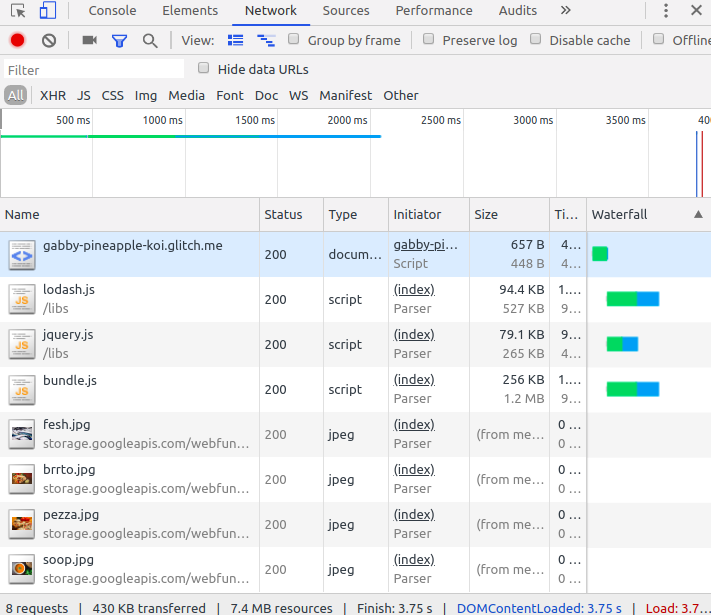 Console Elements Network Sources Performance Audits »
View: Group by frame Preserve log Disable cache Offline
Filter Hide data URLs
All XHR JS CSS Img Media Font Doc WS Manifest Other
500 ms 1000 ms 1500 ms 2000 ms 2500 ms 3000 ms 3500 ms 40
Name Status Type Initiator Size Ti... Waterfall ▲
gabby-pineapple-koi.glitch.me 200 docum... gabby-pi... 657 B 4...
Script 448 B 4...
lodash.js 200 script (index) 94.4 KB 1....
/libs Parser 527 KB 9...
jquery.js 200 script (index) 79.1 KB 9...
/libs Parser 265 KB 4...
bundle.js 200 script (index) 256 KB 1....
Parser 1.2 MB 9...
fesh.jpg 200 jpeg (index) (from me... 0 ...
storage.googleapis.com/webfun... Parser 0 ...
brrto.jpg 200 jpeg (index) (from me... 0 ...
storage.googleapis.com/webfun... Parser 0 ...
pezza.jpg 200 jpeg (index) (from me... 0 ...
storage.googleapis.com/webfun... Parser 0 ...
soop.jpg 200 jpeg (index) (from me... 0 ...
storage.googleapis.com/webfun... Parser 0 ...
8 requests | 430 KB transferred | 7.4 MB resources | Finish: 3.75 s | DOMContentLoaded: 3.75 s | Load: 3.7...